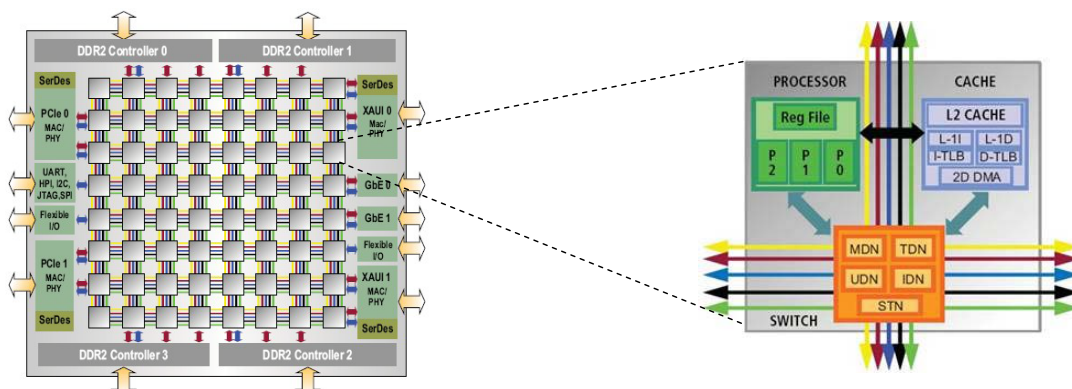 DDR2 Controller 0
DDR2 Controller 1
SerDes
PCIe 0
MAC/
PHY
UART,
HPI, I2C,
JTAG,SPI
Flexible
I/O
PCIe 1
MAC/
PHY
SerDes
SerDes
XAUI 0
Mac/
PHY
GbE 0
GbE 1
Flexible
I/O
XAUI 1
MAC/
PHY
SerDes
DDR2 Controller 3
DDR2 Controller 2
PROCESSOR
Reg File
P
2
P
1
P
0
CACHE
L2 CACHE
L-1I
L-1D
I-TLB
D-TLB
2D DMA
MDN
TDN
UDN
IDN
STN
SWITCH